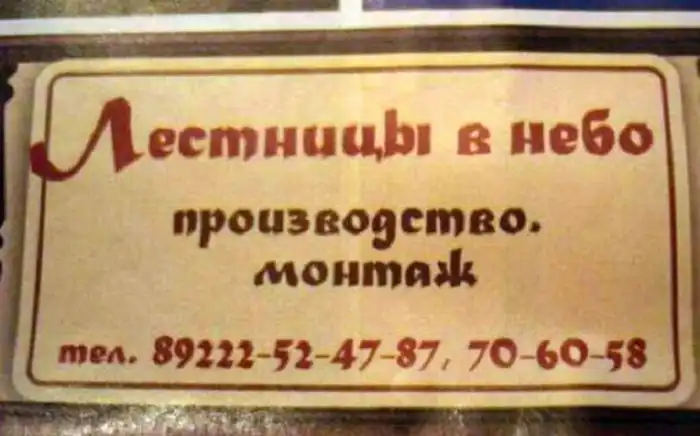 Лестницы в небо
производство.
монтаж
тел. 89222-52-47-87, 70-60-58